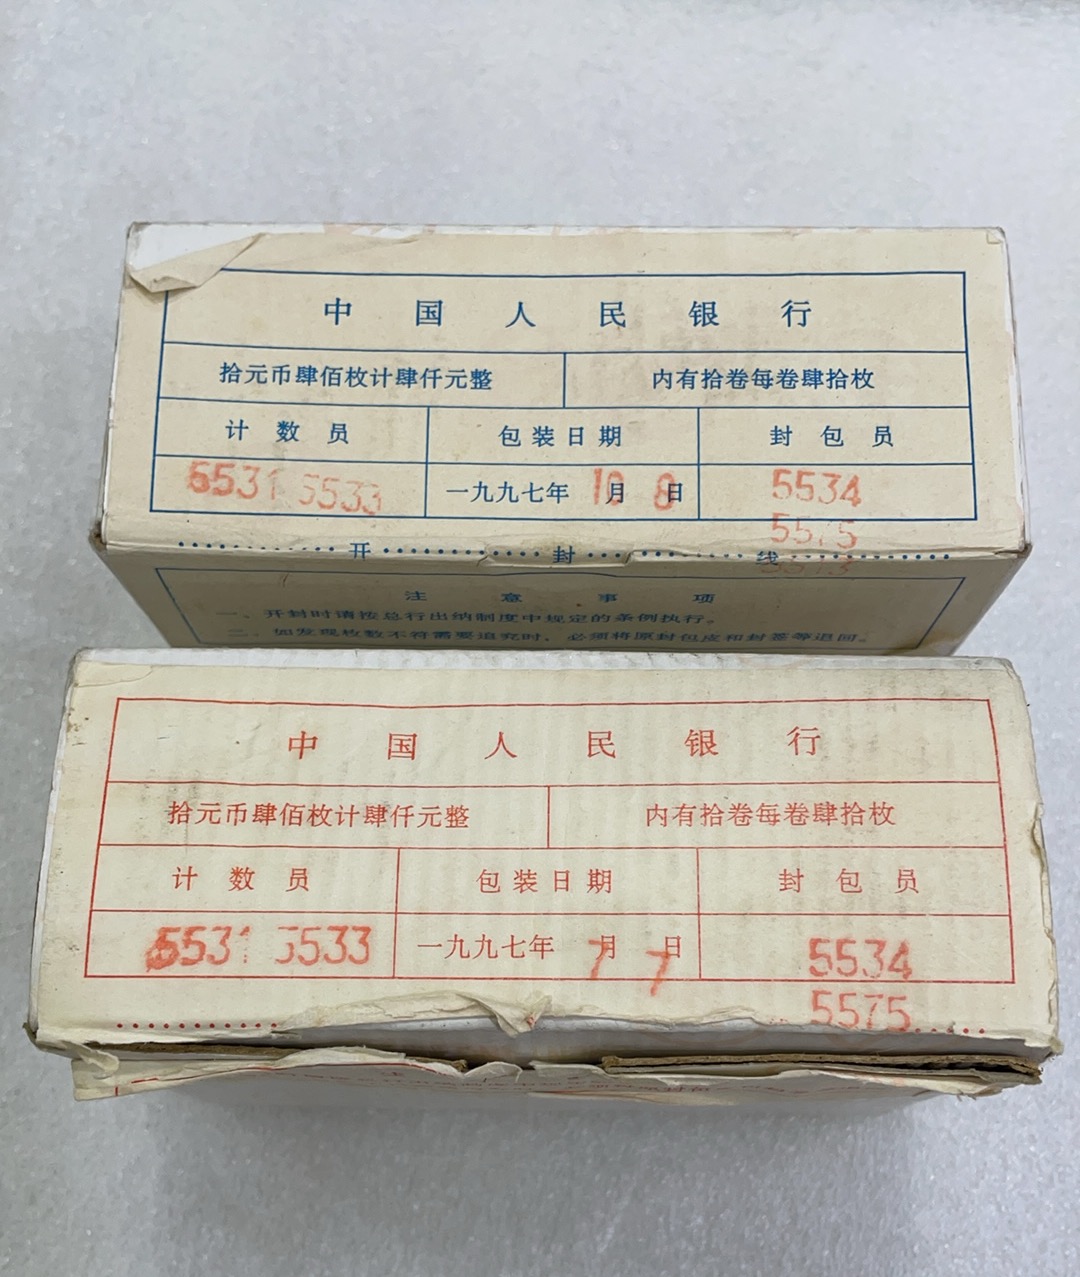 中国人民银行
拾元币肆佰枚计肆仟元整 内有拾卷每卷肆拾枚
计数员 包装日期 封包员
5531 5533 一九九七年 10月 8日 5534
5575
开封线
注意事项
一、开封时请按总行出纳制度中规定的条例执行。
二、如发现枚数不符需要追究时，必须将原封包皮和封签等退回。
中国人民银行
拾元币肆佰枚计肆仟元整 内有拾卷每卷肆拾枚
计数员 包装日期 封包员
5531 5533 一九九七年 7月 7日 5534
5575